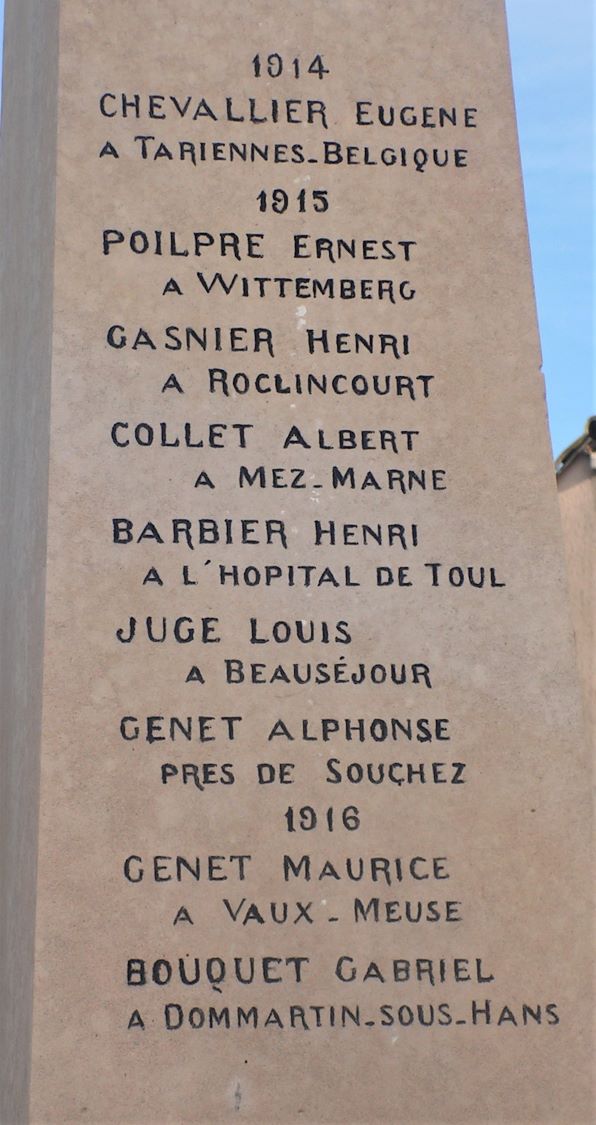 1914
CHEVALLIER EUGENE
A TARIENNES-BELGIQUE
1915
POILPRE ERNEST
A WITTEMBERG
GASNIER HENRI
A ROCLINCOURT
COLLET ALBERT
A MEZ-MARNE
BARBIER HENRI
A L'HOPITAL DE TOUL
JUGE LOUIS
A BEAUSÉJOUR
GENET ALPHONSE
PRES DE SOUÇHEZ
1916
GENET MAURICE
A VAUX-MEUSE
BOUQUET GABRIEL
A DOMMARTIN-SOUS-HANS